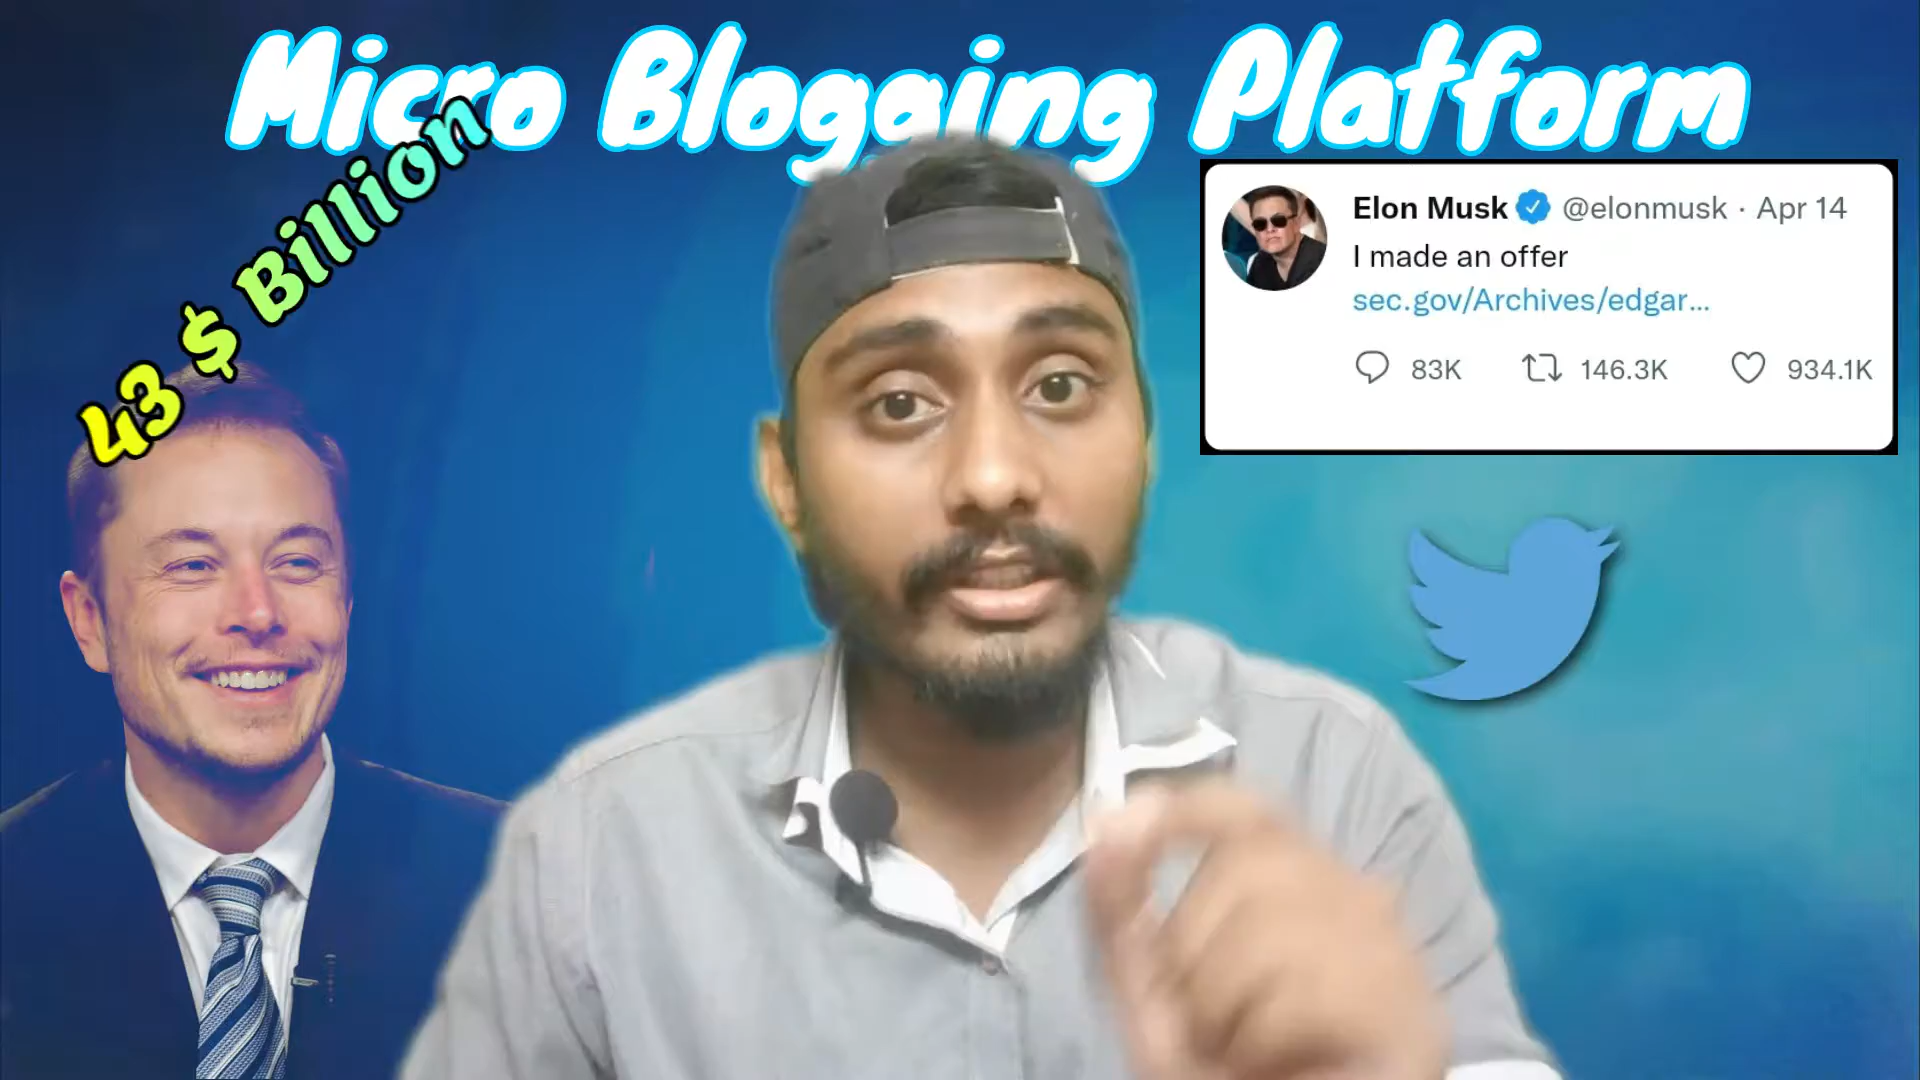 Micro Blogging Platform
43 $ Billion
Elon Musk @elonmusk · Apr 14
I made an offer
sec.gov/Archives/edgar...
83K 146.3K 934.1K